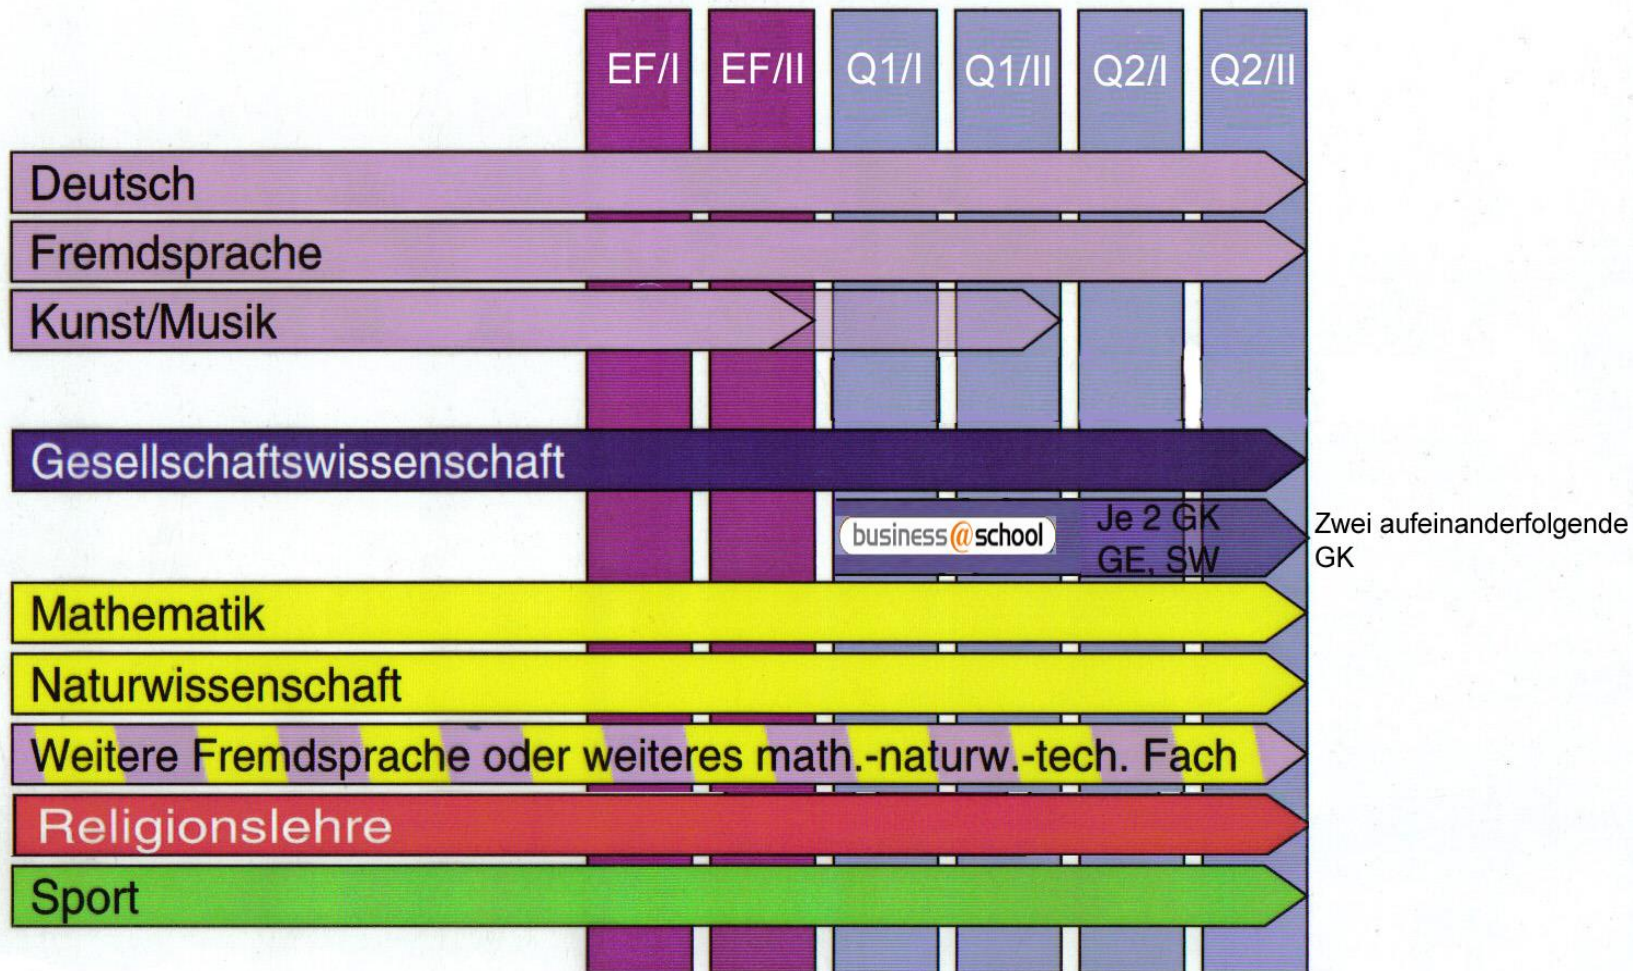 EF/I EF/II Q1/I Q1/II Q2/I Q2/II
Deutsch
Fremdsprache
Kunst/Musik
Gesellschaftswissenschaft
business@school
Je 2 GK
GE, SW
Zwei aufeinanderfolgende
GK
Mathematik
Naturwissenschaft
Weitere Fremdsprache oder weiteres math.-naturw.-tech. Fach
Religionslehre
Sport